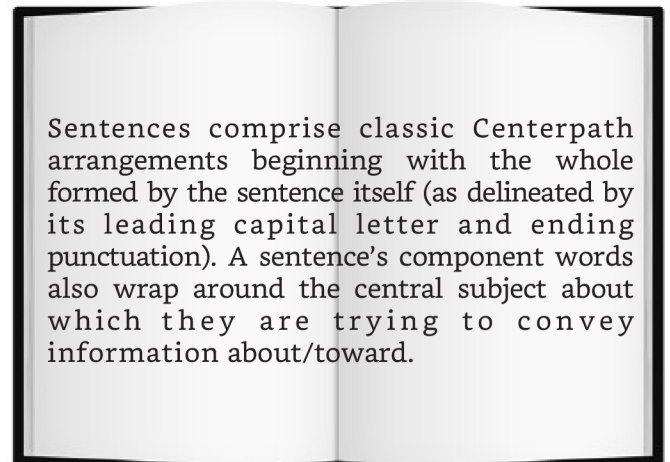 Sentences comprise classic Centerpath
arrangements beginning with the whole
formed by the sentence itself (as delineated by
its leading capital letter and ending
punctuation). A sentence’s component words
also wrap around the central subject about
which they are trying to convey
information about/toward.